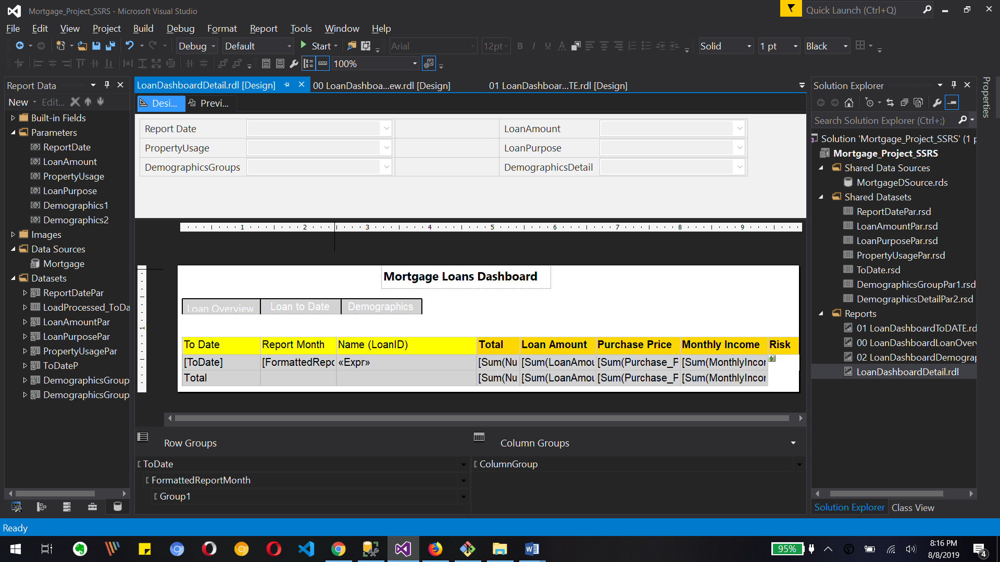 Mortgage_Project_SSRS - Microsoft Visual Studio
Quick Launch (Ctrl+Q)
File Edit View Project Build Debug Format Report Tools Window Help
Debug Default Start Arial 12pt B I U A Solid 1 pt Black
100%
Report Data
New Edit...
Built-in Fields
Parameters
ReportDate
LoanAmount
PropertyUsage
LoanPurpose
Demographics1
Demographics2
Images
Data Sources
Mortgage
Datasets
ReportDatePar
LoadProcessed_ToDa
LoanAmountPar
LoanPurposePar
PropertyUsagePar
ToDateP
DemographicsGroup
DemographicsGroup
LoanDashboardDetail.rdl [Design] 00 LoanDashboa...ew.rdl [Design] 01 LoanDashboar...TE.rdl [Design]
Desi... Previ...
Report Date LoanAmount
PropertyUsage LoanPurpose
DemographicsGroups DemographicsDetail
1 2 3 4 5 6 7 8 9
1
Mortgage Loans Dashboard
Loan Overview Loan to Date Demographics
To Date Report Month Name (LoanID) Total Loan Amount Purchase Price Monthly Income Risk
[ToDate] [FormattedRepo «Expr» [Sum(Nu [Sum(LoanAmou [Sum(Purchase_P [Sum(MonthlyIncor
Total [Sum(Nu [Sum(LoanAmou [Sum(Purchase_P [Sum(MonthlyIncor
Row Groups Column Groups
ToDate ColumnGroup
FormattedReportMonth
Group1
Solution Explorer
Search Solution Explorer (Ctrl+;)
Solution 'Mortgage_Project_SSRS' (1 p
Mortgage_Project_SSRS
Shared Data Sources
MortgageDSource.rds
Shared Datasets
ReportDatePar.rsd
LoanAmountPar.rsd
LoanPurposePar.rsd
PropertyUsagePar.rsd
ToDate.rsd
DemographicsGroupPar1.rsd
DemographicsDetailPar2.rsd
Reports
01 LoanDashboardToDATE.rd
00 LoanDashboardLoanOverv
02 LoanDashboardDemograp
LoanDashboardDetail.rdl
Solution Explorer Class View
Properties
Ready
95%
8:16 PM
8/8/2019
4